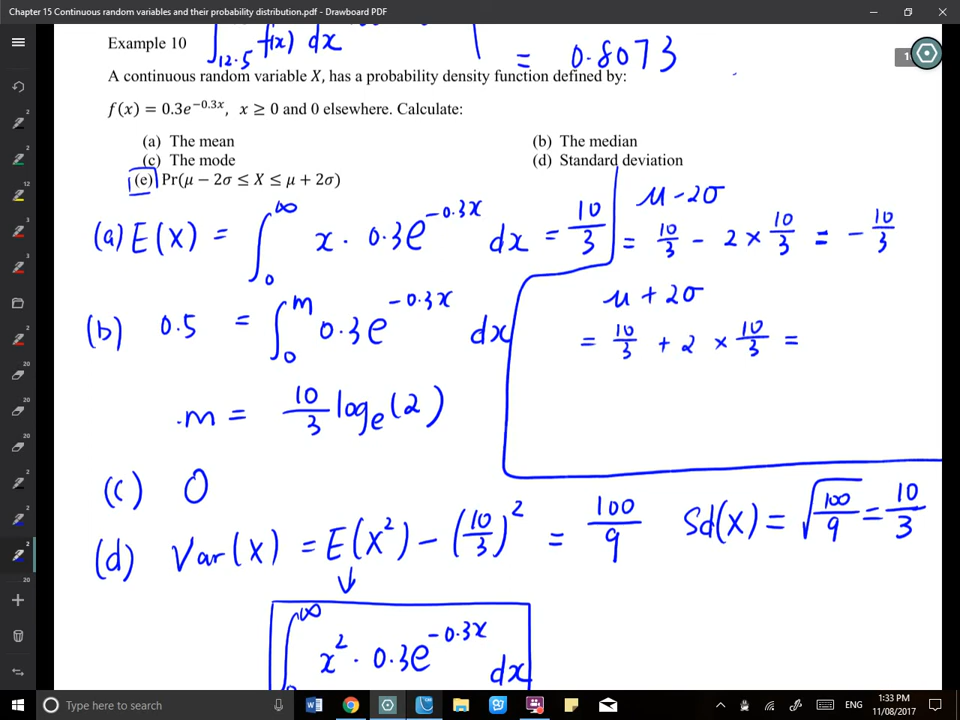 Chapter 15 Continuous random variables and their probability distribution.pdf - Drawboard PDF
Example 10
∫12.5 f(x) dx
= 0.8073
A continuous random variable X, has a probability density function defined by:
f(x) = 0.3e^−0.3x, x ≥ 0 and 0 elsewhere. Calculate:
(a) The mean
(b) The median
(c) The mode
(d) Standard deviation
(e) Pr(μ − 2σ ≤ X ≤ μ + 2σ)
(a) E(X) = ∫0^∞ x · 0.3e^−0.3x dx = 10/3
μ − 2σ
= 10/3 − 2 × 10/3 = − 10/3
(b) 0.5 = ∫0^m 0.3e^−0.3x dx
μ + 2σ
= 10/3 + 2 × 10/3 =
m = 10/3 loge(2)
(c) 0
(d) Var(X) = E(X²) − (10/3)² = 100/9
Sd(X) = √100/9 = 10/3
∫0^∞ x² · 0.3e^−0.3x dx
Type here to search
ENG
1:33 PM
11/08/2017